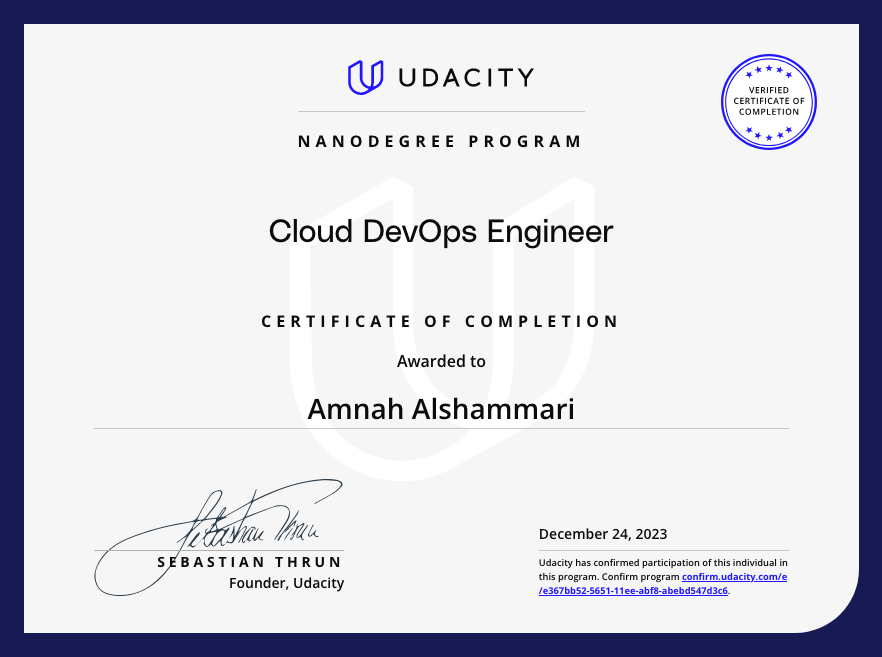 UDACITY
VERIFIED
CERTIFICATE OF
COMPLETION
NANODEGREE PROGRAM
Cloud DevOps Engineer
CERTIFICATE OF COMPLETION
Awarded to
Amnah Alshammari
Sebastian Thrun
SEBASTIAN THRUN
Founder, Udacity
December 24, 2023
Udacity has confirmed participation of this individual in
this program. Confirm program confirm.udacity.com/e
/e367bb52-5651-11ee-abf8-abebd547d3c6.